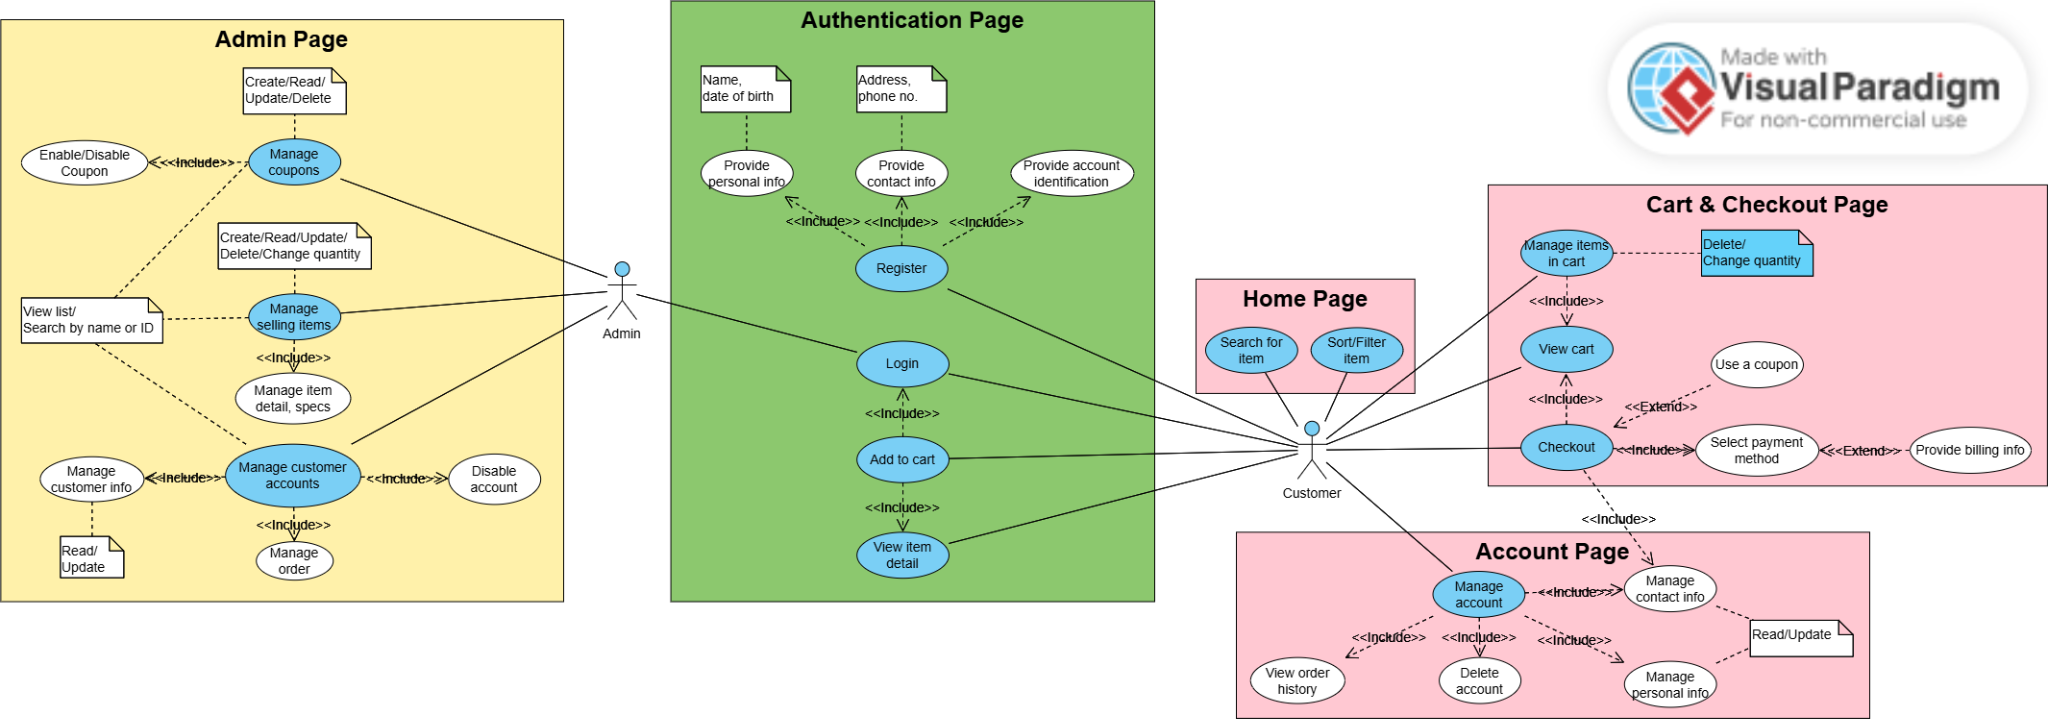 Admin Page
Create/Read/
Update/Delete
Enable/Disable
Coupon
<<Include>>
Manage
coupons
Create/Read/Update/
Delete/Change quantity
View list/
Search by name or ID
Manage
selling items
<<Include>>
Manage item
detail, specs
Manage
customer info
<<Include>>
Manage customer
accounts
<<Include>>
Disable
account
<<Include>>
Read/
Update
Manage
order
Admin
Authentication Page
Name,
date of birth
Address,
phone no.
Provide
personal info
Provide
contact info
Provide account
identification
<<Include>>
<<Include>>
<<Include>>
Register
Login
<<Include>>
Add to cart
<<Include>>
View item
detail
Home Page
Search for
item
Sort/Filter
item
Customer
Made with
Visual Paradigm
For non-commercial use
Cart & Checkout Page
Manage items
in cart
Delete/
Change quantity
<<Include>>
View cart
Use a coupon
<<Include>>
<<Extend>>
Checkout
<<Include>>
Select payment
method
<<Extend>>
Provide billing info
<<Include>>
Account Page
Manage
account
<<Include>>
Manage
contact info
<<Include>>
<<Include>>
<<Include>>
Read/Update
View order
history
Delete
account
Manage
personal info